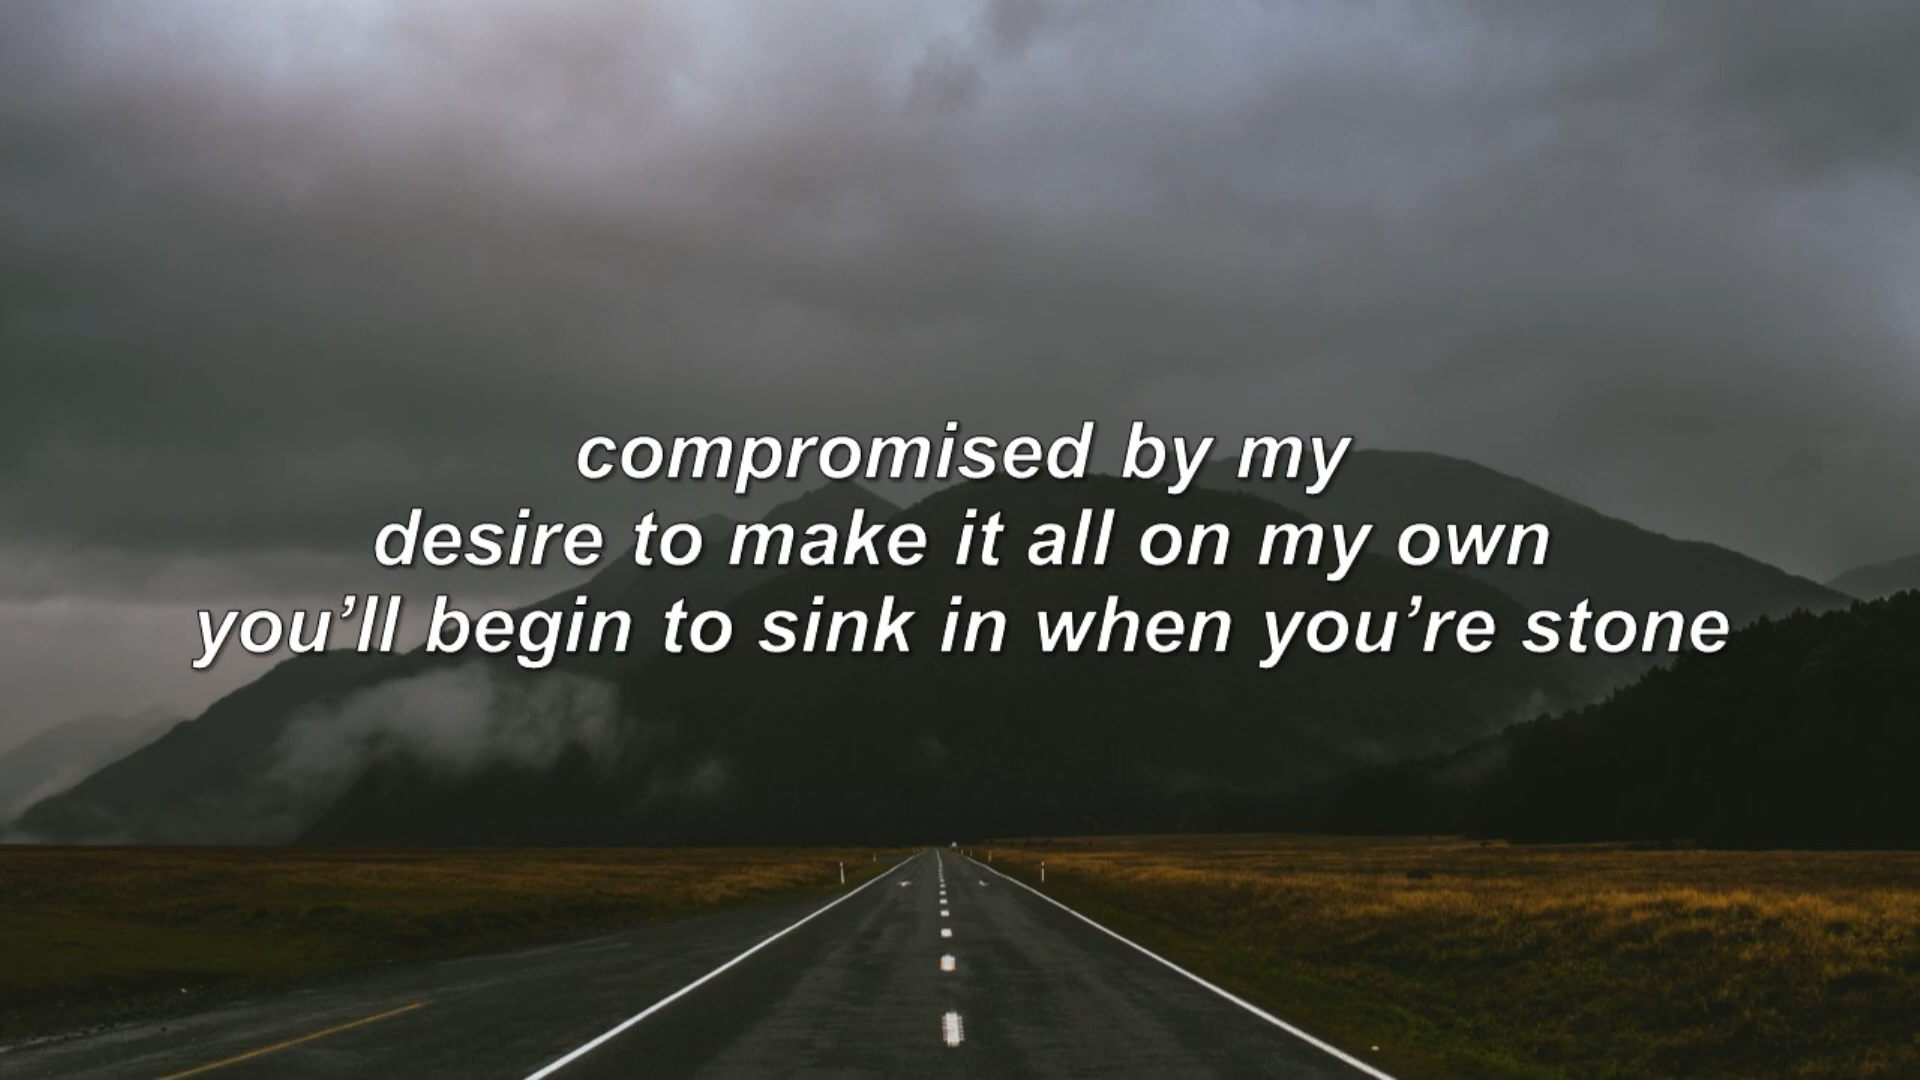 compromised by my
desire to make it all on my own
you’ll begin to sink in when you’re stone